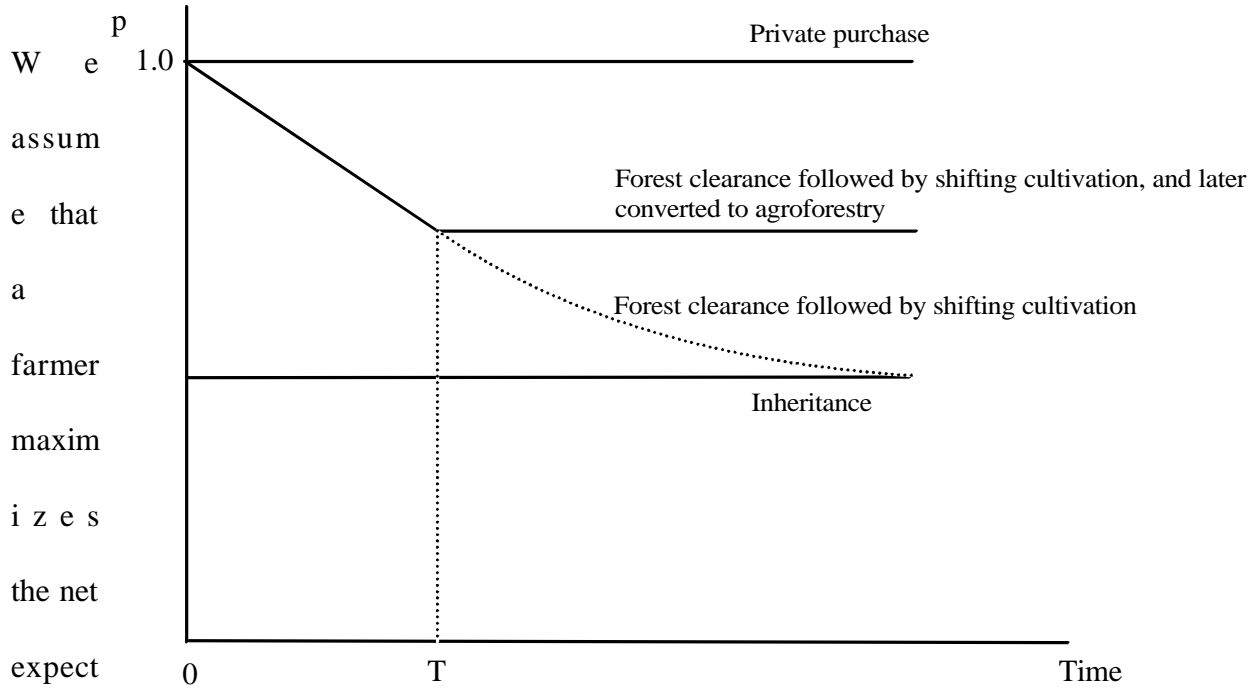 p
Private purchase
W e
1.0
assum
Forest clearance followed by shifting cultivation, and later
converted to agroforestry
e that
a
Forest clearance followed by shifting cultivation
farmer
Inheritance
maxim
i z e s
the net
expect
0
T
Time